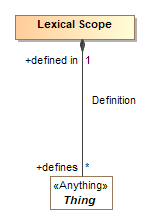 Lexical Scope
+defined in 1
Definition
+defines *
«Anything»
Thing